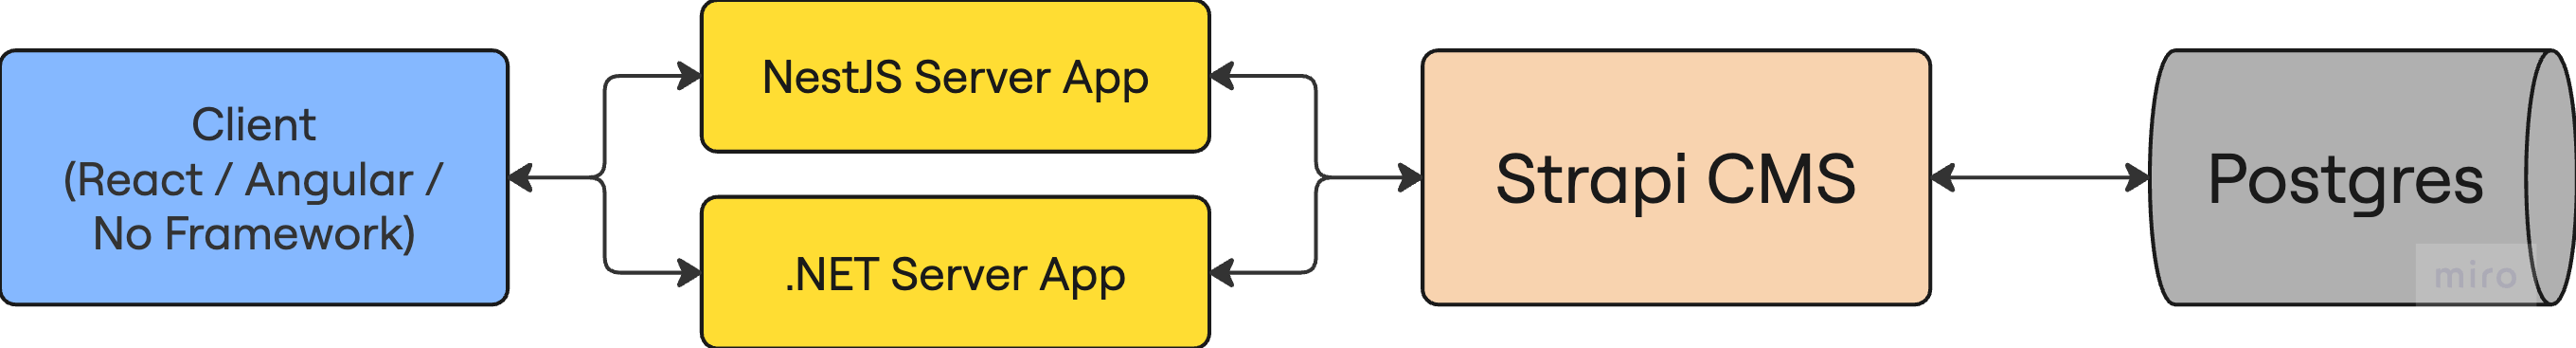 Client
(React / Angular /
No Framework)
NestJS Server App
.NET Server App
Strapi CMS
Postgres
miro